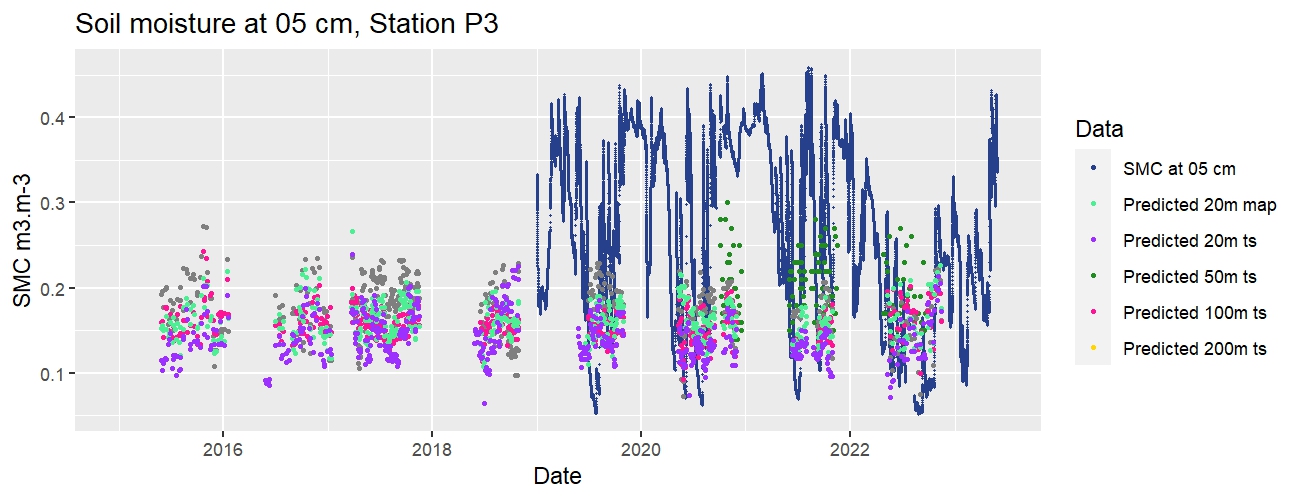 Soil moisture at 05 cm, Station P3
SMC m3.m-3
0.4
0.3
0.2
0.1
2016
2018
2020
2022
Date
Data
SMC at 05 cm
Predicted 20m map
Predicted 20m ts
Predicted 50m ts
Predicted 100m ts
Predicted 200m ts